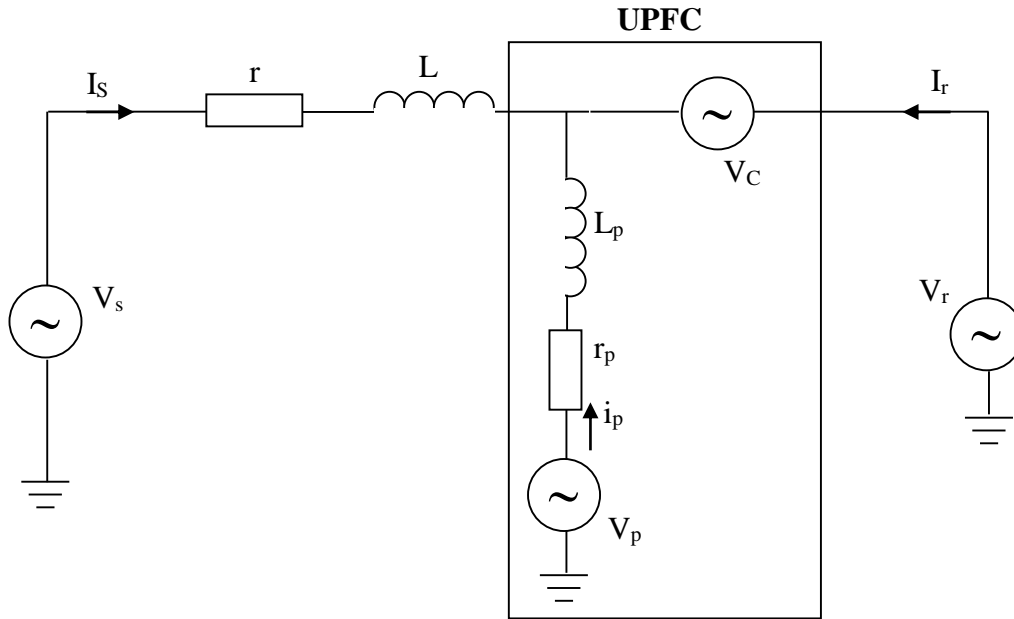 UPFC
I_S
r
L
I_r
V_C
L_p
V_s
V_r
r_p
i_p
V_p